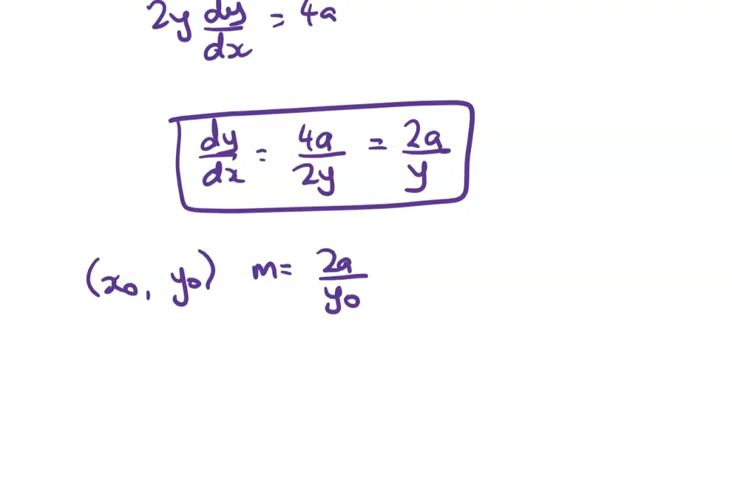 2y dy/dx = 4a
dy/dx = 4a/2y = 2a/y
(x₀, y₀) m = 2a/y₀